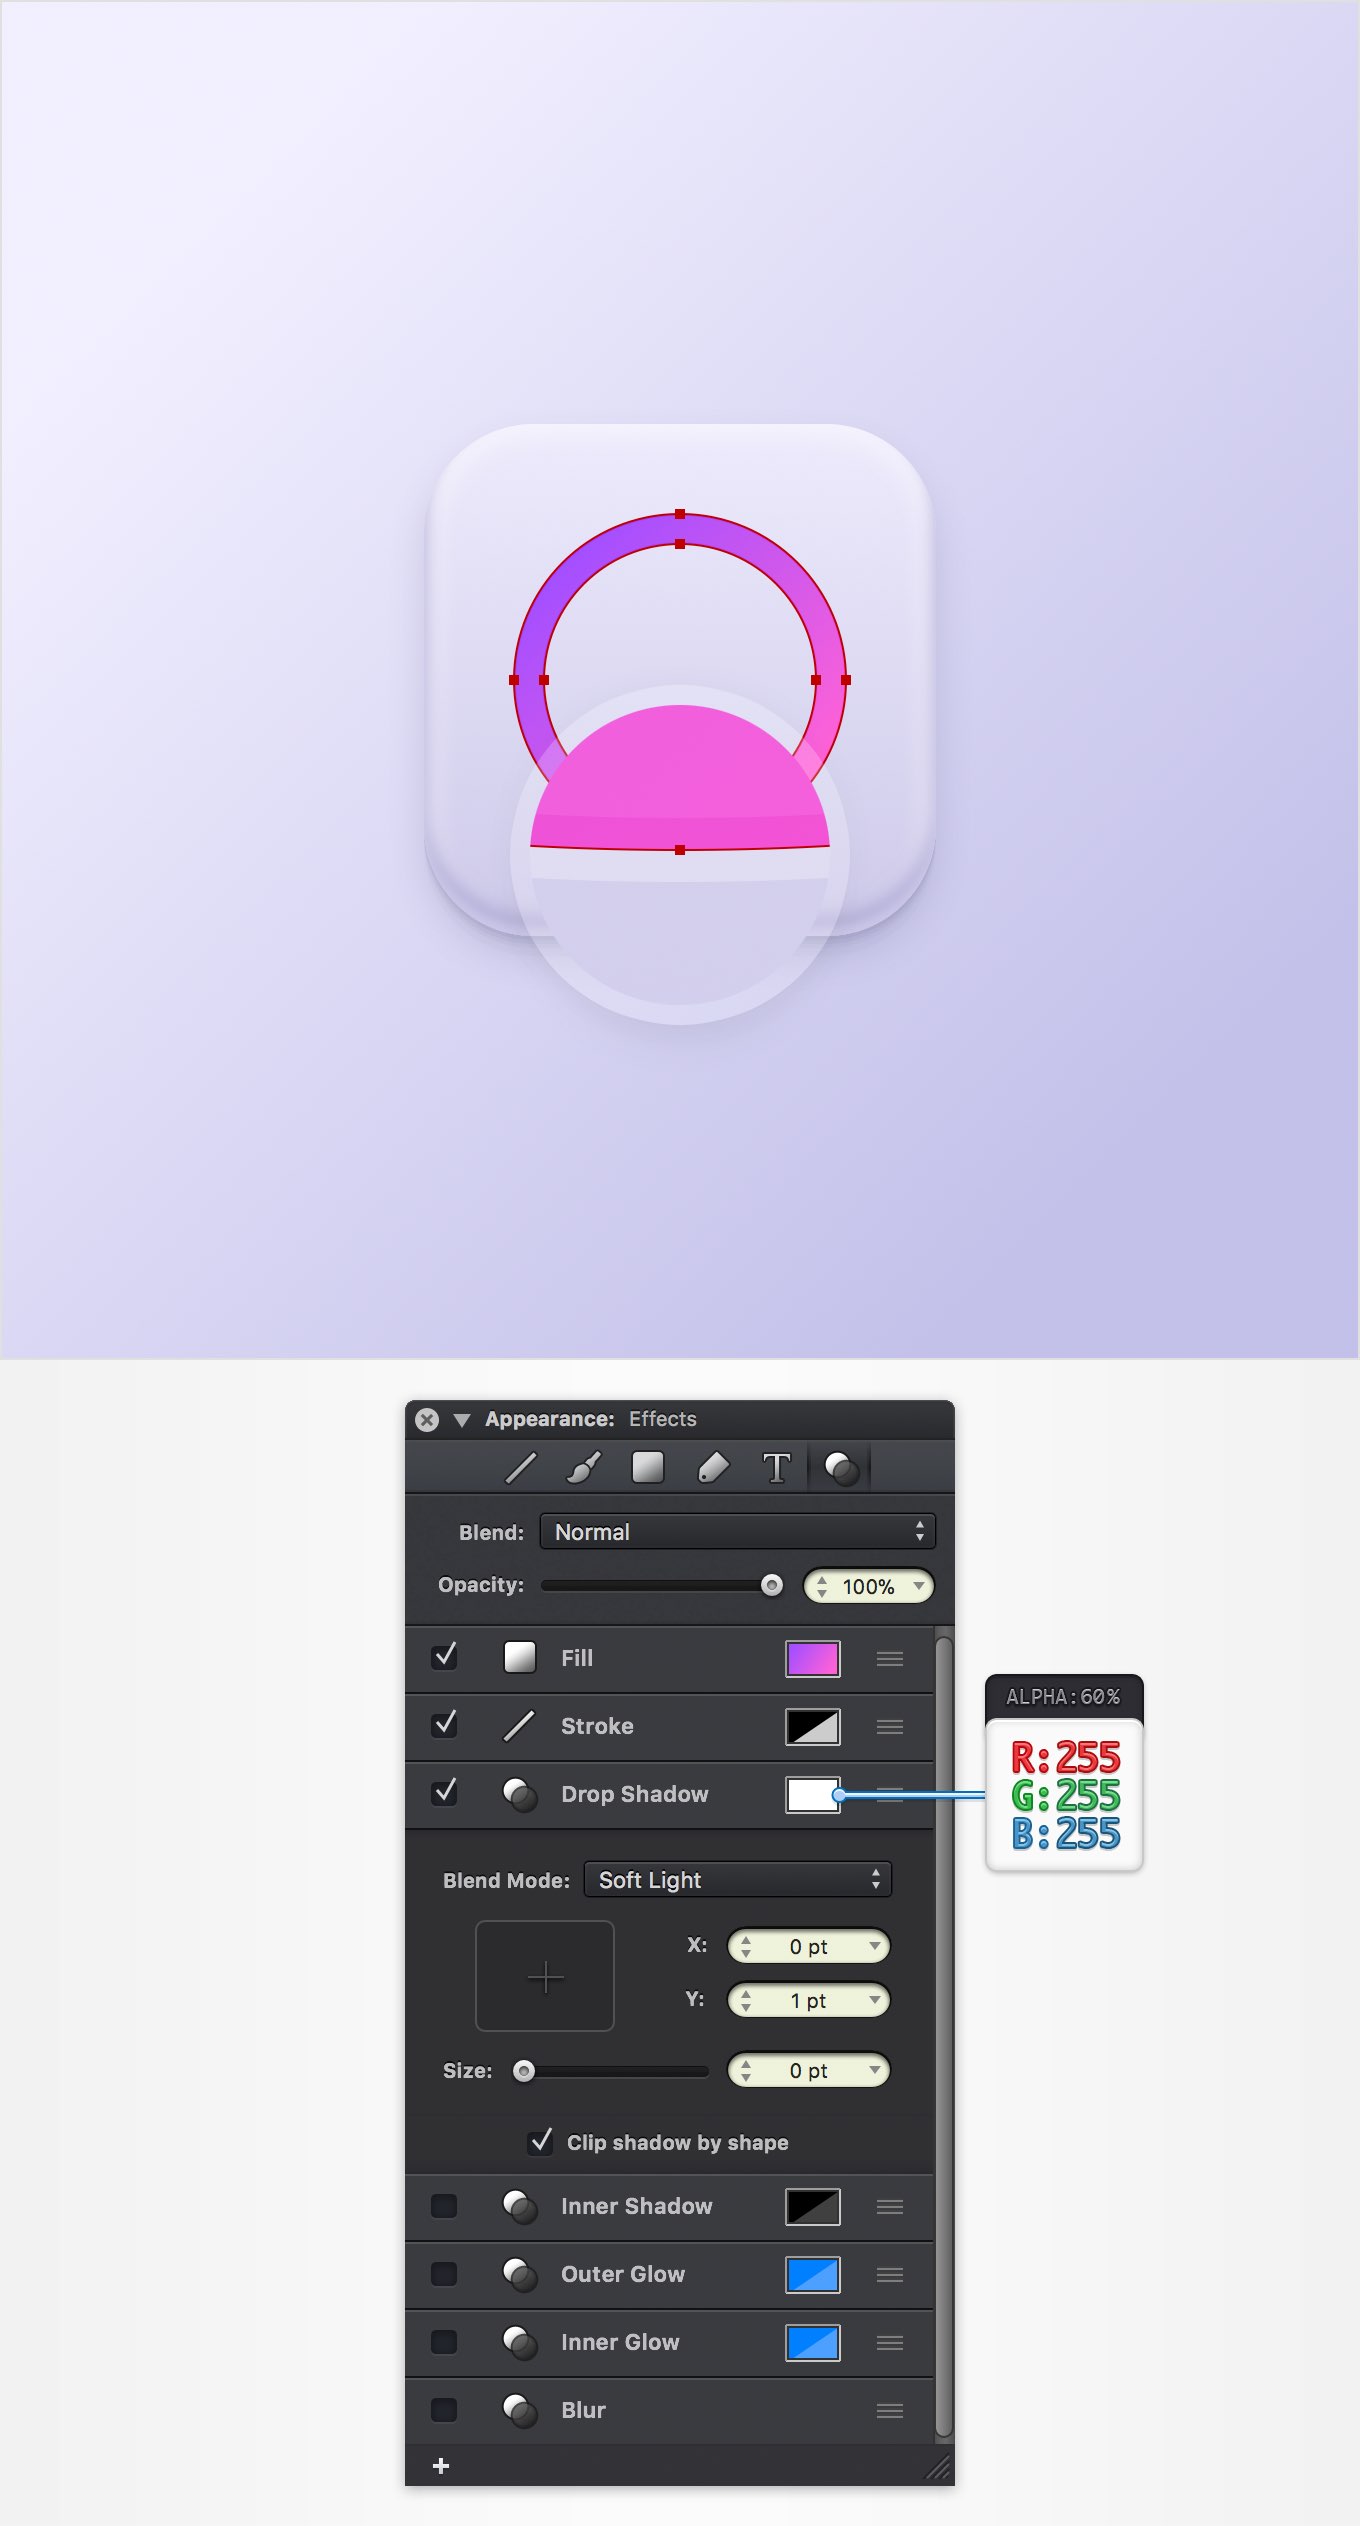 Appearance: Effects
T
Blend: Normal
Opacity: 100%
Fill
Stroke
Drop Shadow
ALPHA:60%
R:255
G:255
B:255
Blend Mode: Soft Light
X: 0 pt
Y: 1 pt
Size: 0 pt
Clip shadow by shape
Inner Shadow
Outer Glow
Inner Glow
Blur